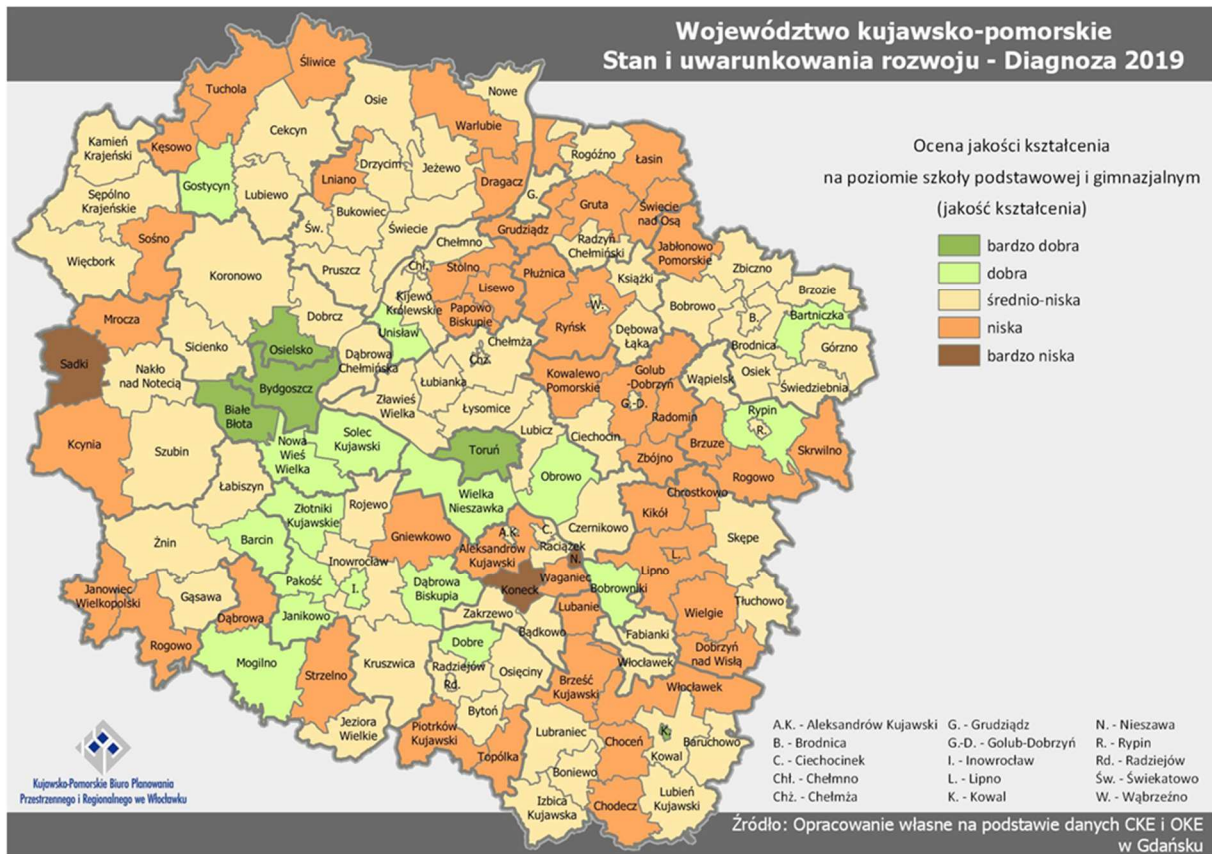 Województwo kujawsko-pomorskie
Stan i uwarunkowania rozwoju - Diagnoza 2019
Ocena jakości kształcenia
na poziomie szkoły podstawowej i gimnazjalnym
(jakość kształcenia)
bardzo dobra
dobra
średnio-niska
niska
bardzo niska
Śliwice
Tuchola
Nowe
Osie
Cekcyn
Warlubie
Kamień
Krajeński
Kęsowo
Rogóźno
Łasin
Drzycim
Jeżewo
Lniano
Dragacz
Gostycyn
Lubiewo
G.
Sępólno
Krajeńskie
Gruta
Świecie
nad Osą
Bukowiec
Św.
Świecie
Grudziądz
Sośno
Radzyń
Chełmiński
Jabłonowo
Pomorskie
Więcbork
Chełmno
Koronowo
Pruszcz
Chł.
Stolno
Płużnica
Książki
Zbiczno
Lisewo
Brzozie
Kijewo
Królewskie
Bobrowo
Mrocza
Dobrcz
Papowo
Biskupie
W.
B.
Bartniczka
Unisław
Ryńsk
Dębowa
Łąka
Sicienko
Osielsko
Chełmża
Brodnica
Górzno
Sadki
Nakło
nad Notecią
Dąbrowa
Chełmińska
Chż.
Kowalewo
Pomorskie
Golub
-Dobrzyń
Wąpielsk
Osiek
Świedziebnia
Bydgoszcz
Łubianka
Zławieś
Wielka
Łysomice
G.-D.
Białe
Błota
Radomin
Rypin
Kcynia
Lubicz
Ciechocin
R.
Solec
Kujawski
Toruń
Brzuze
Skrwilno
Szubin
Nowa
Wieś
Wielka
Zbójno
Rogowo
Obrowo
Łabiszyn
Wielka
Nieszawka
Chrostkowo
Złotniki
Kujawskie
Rojewo
Kikół
Czernikowo
Żnin
Barcin
Gniewkowo
A.K.
C.
Raciążek
Skępe
Aleksandrów
Kujawski
N.
L.
Inowrocław
Lipno
Pakość
I.
Dąbrowa
Biskupia
Koneck
Waganiec
Bobrowniki
Janowiec
Wielkopolski
Gąsawa
Dąbrowa
Janikowo
Tłuchowo
Zakrzewo
Lubanie
Wielgie
Rogowo
Bądkowo
Fabianki
Dobre
Mogilno
Kruszwica
Osięciny
Włocławek
Dobrzyń
nad Wisłą
Strzelno
Radziejów
Rd.
Brześć
Kujawski
Włocławek
Bytoń
Jeziora
Wielkie
Piotrków
Kujawski
Lubraniec
Choceń
K.
Baruchowo
Topólka
Kowal
Boniewo
Lubień
Kujawski
Izbica
Kujawska
Chodecz
A.K. - Aleksandrów Kujawski
B. - Brodnica
C. - Ciechocinek
Chł. - Chełmno
Chż. - Chełmża
G. - Grudziądz
G.-D. - Golub-Dobrzyń
I. - Inowrocław
L. - Lipno
K. - Kowal
N. - Nieszawa
R. - Rypin
Rd. - Radziejów
Św. - Świekatowo
W. - Wąbrzeźno
Kujawsko-Pomorskie Biuro Planowania
Przestrzennego i Regionalnego we Włocławku
Źródło: Opracowanie własne na podstawie danych CKE i OKE
w Gdańsku